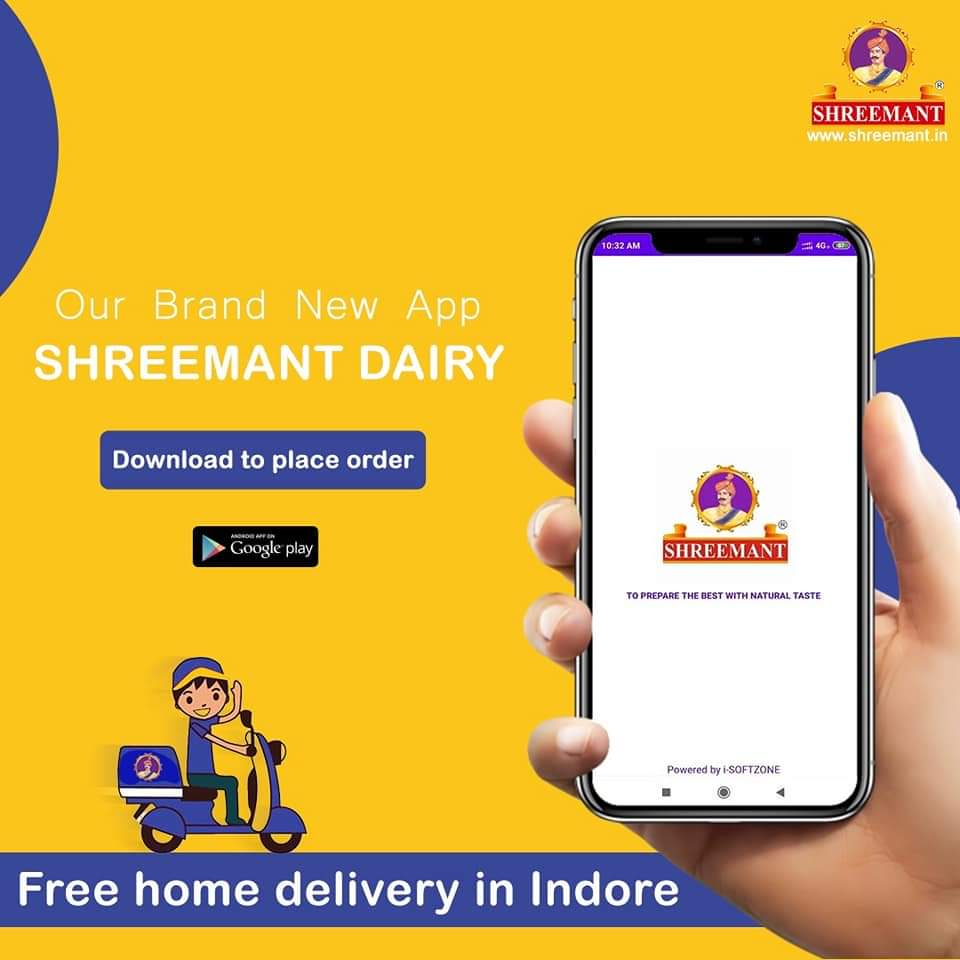 SHREEMANT
®
www.shreemant.in
Our Brand New App
SHREEMANT DAIRY
Download to place order
ANDROID APP ON
Google play
10:32 AM
4G+ 67
®
SHREEMANT
TO PREPARE THE BEST WITH NATURAL TASTE
Powered by i-SOFTZONE
Free home delivery in Indore